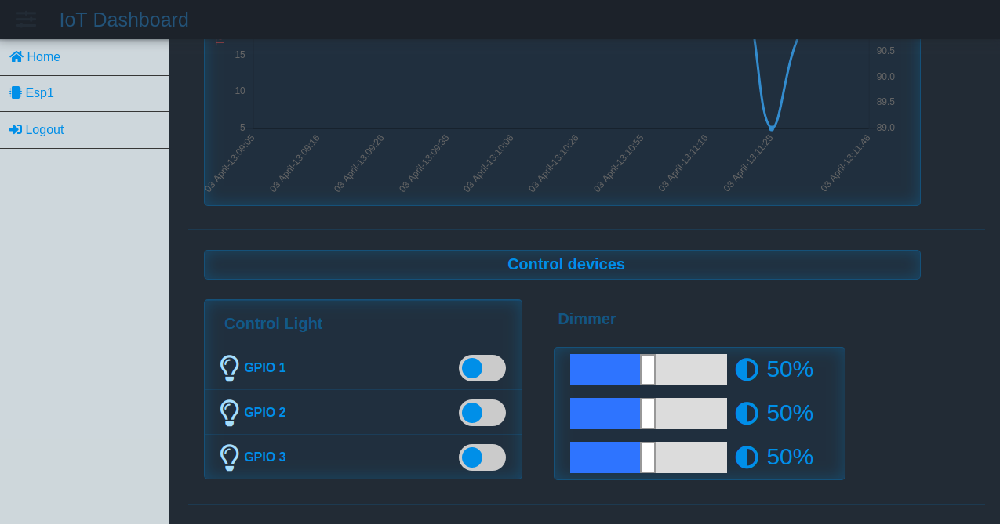 IoT Dashboard
Home
Esp1
Logout
15
10
5
90.5
90.0
89.5
89.0
03 April-13:09:05
03 April-13:09:16
03 April-13:09:26
03 April-13:09:35
03 April-13:10:06
03 April-13:10:26
03 April-13:10:55
03 April-13:11:16
03 April-13:11:25
03 April-13:11:46
Control devices
Control Light
GPIO 1
GPIO 2
GPIO 3
Dimmer
50%
50%
50%